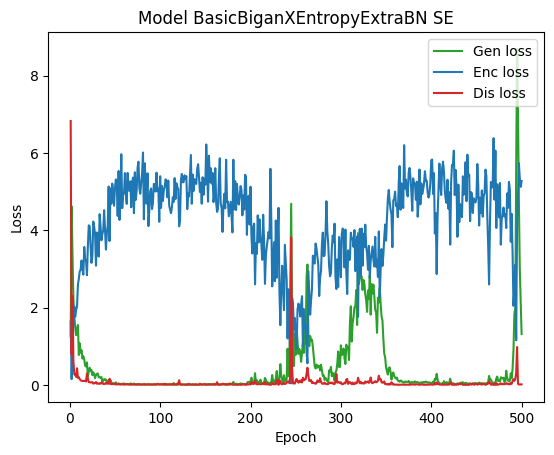 Model BasicBiganXEntropyExtraBN SE
Gen loss
Enc loss
Dis loss
8
6
4
2
0
Loss
0
100
200
300
400
500
Epoch